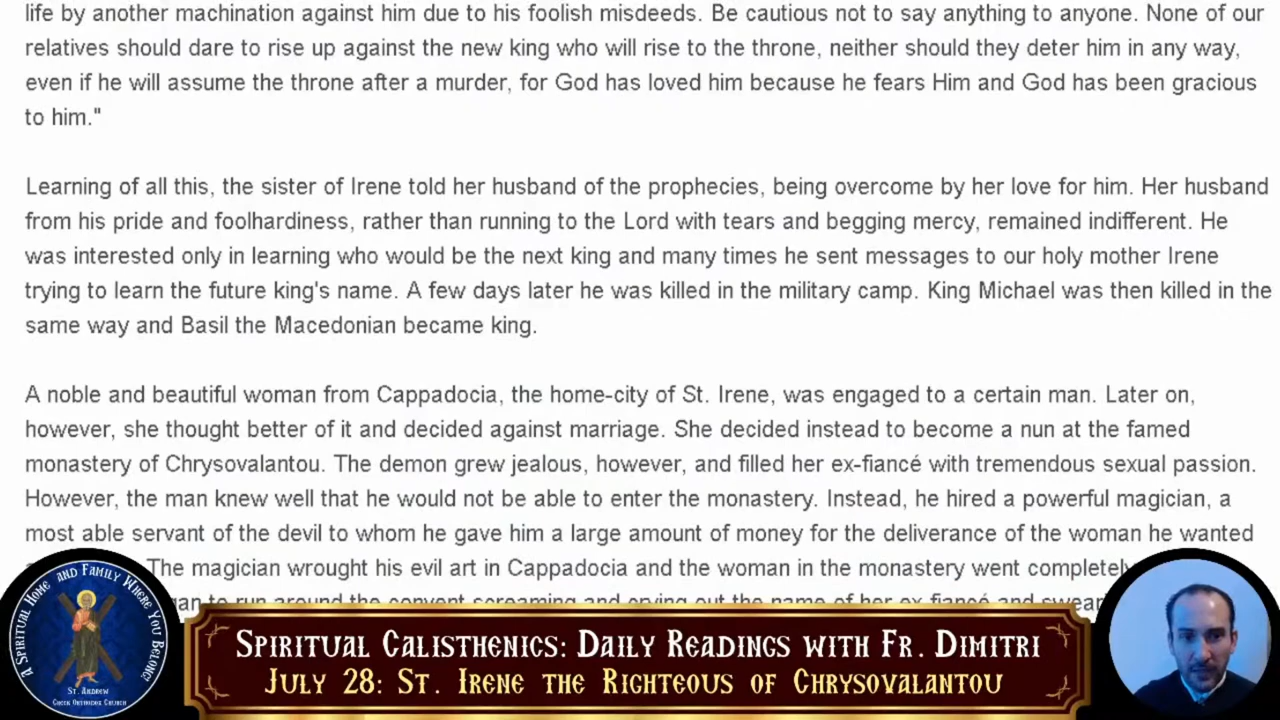 life by another machination against him due to his foolish misdeeds. Be cautious not to say anything to anyone. None of our
relatives should dare to rise up against the new king who will rise to the throne, neither should they deter him in any way,
even if he will assume the throne after a murder, for God has loved him because he fears Him and God has been gracious
to him."
Learning of all this, the sister of Irene told her husband of the prophecies, being overcome by her love for him. Her husband
from his pride and foolhardiness, rather than running to the Lord with tears and begging mercy, remained indifferent. He
was interested only in learning who would be the next king and many times he sent messages to our holy mother Irene
trying to learn the future king's name. A few days later he was killed in the military camp. King Michael was then killed in the
same way and Basil the Macedonian became king.
A noble and beautiful woman from Cappadocia, the home-city of St. Irene, was engaged to a certain man. Later on,
however, she thought better of it and decided against marriage. She decided instead to become a nun at the famed
monastery of Chrysovalantou. The demon grew jealous, however, and filled her ex-fiancé with tremendous sexual passion.
However, the man knew well that he would not be able to enter the monastery. Instead, he hired a powerful magician, a
most able servant of the devil to whom he gave him a large amount of money for the deliverance of the woman he wanted
The magician wrought his evil art in Cappadocia and the woman in the monastery went completely
to run around the convent screaming and crying out the name of her ex-fiancé and
A Spiritual Home and Family Where You Belong!
St. Andrew
Greek Orthodox Church
Spiritual Calisthenics: Daily Readings with Fr. Dimitri
July 28: St. Irene the Righteous of Chrysovalantou